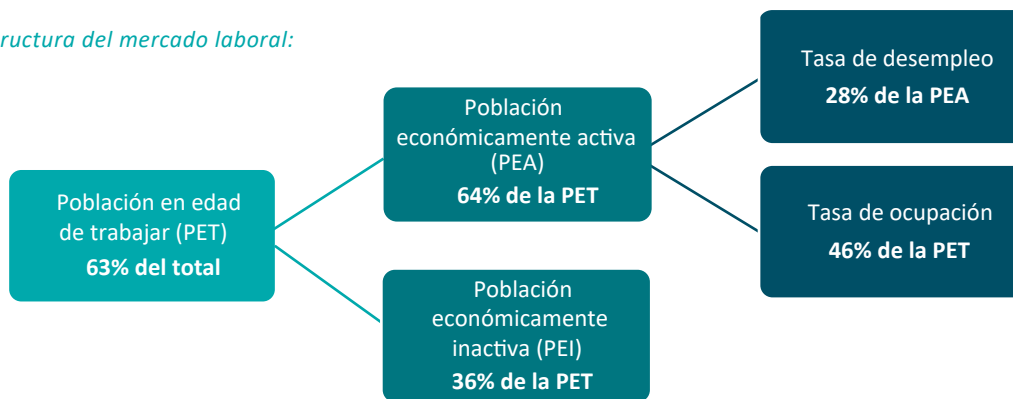 ructura del mercado laboral:
Población en edad
de trabajar (PET)
63% del total
Población
económicamente activa
(PEA)
64% de la PET
Población
económicamente
inactiva (PEI)
36% de la PET
Tasa de desempleo
28% de la PEA
Tasa de ocupación
46% de la PET